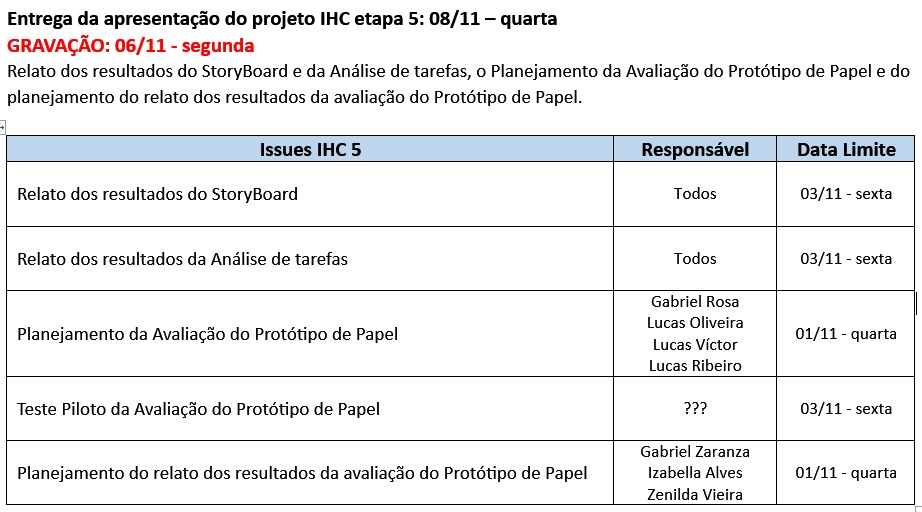 Entrega da apresentação do projeto IHC etapa 5: 08/11 – quarta
GRAVAÇÃO: 06/11 - segunda
Relato dos resultados do StoryBoard e da Análise de tarefas, o Planejamento da Avaliação do Protótipo de Papel e do
planejamento do relato dos resultados da avaliação do Protótipo de Papel.
Issues IHC 5 Responsável Data Limite
Relato dos resultados do StoryBoard Todos 03/11 - sexta
Relato dos resultados da Análise de tarefas Todos 03/11 - sexta
Gabriel Rosa
Lucas Oliveira
Planejamento da Avaliação do Protótipo de Papel 01/11 - quarta
Lucas Víctor
Lucas Ribeiro
Teste Piloto da Avaliação do Protótipo de Papel ??? 03/11 - sexta
Gabriel Zaranza
Planejamento do relato dos resultados da avaliação do Protótipo de Papel Izabella Alves 01/11 - quarta
Zenilda Vieira